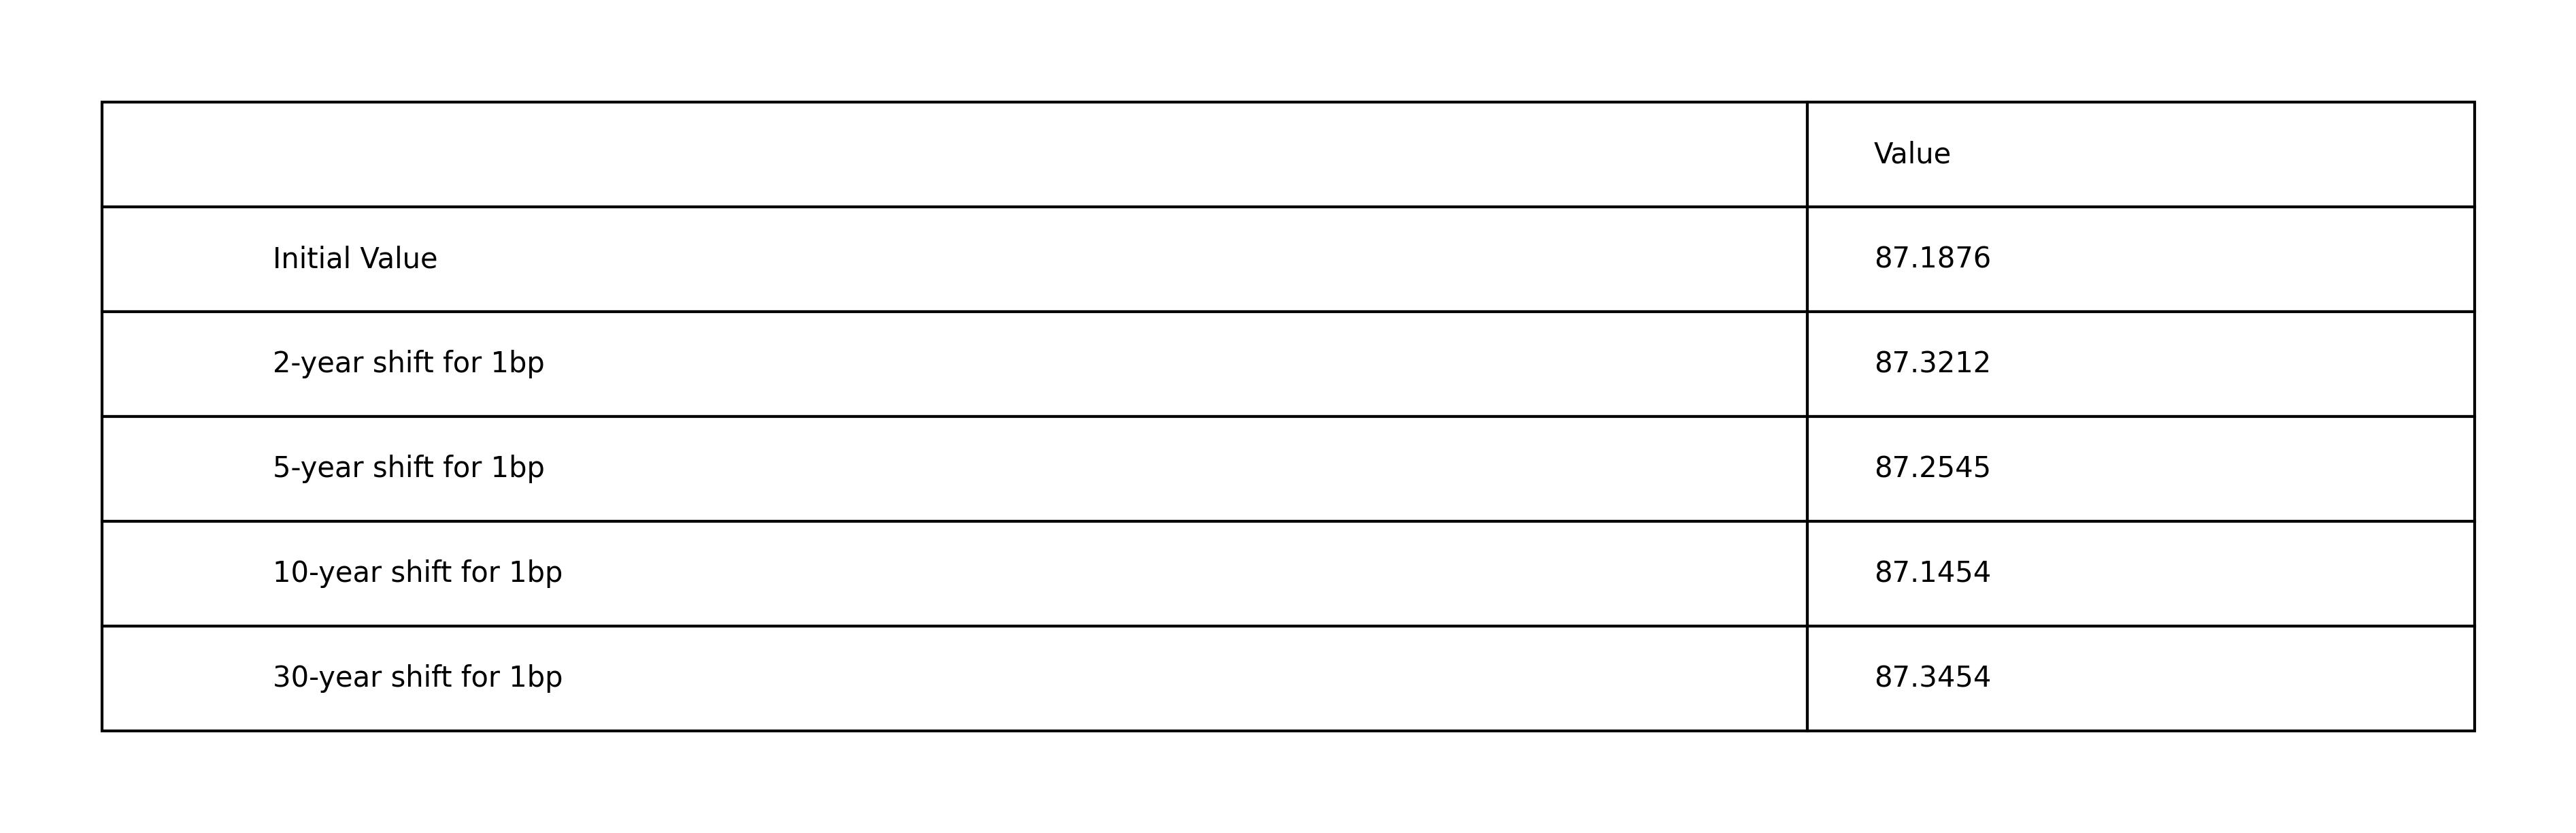 Value
Initial Value 87.1876
2-year shift for 1bp 87.3212
5-year shift for 1bp 87.2545
10-year shift for 1bp 87.1454
30-year shift for 1bp 87.3454